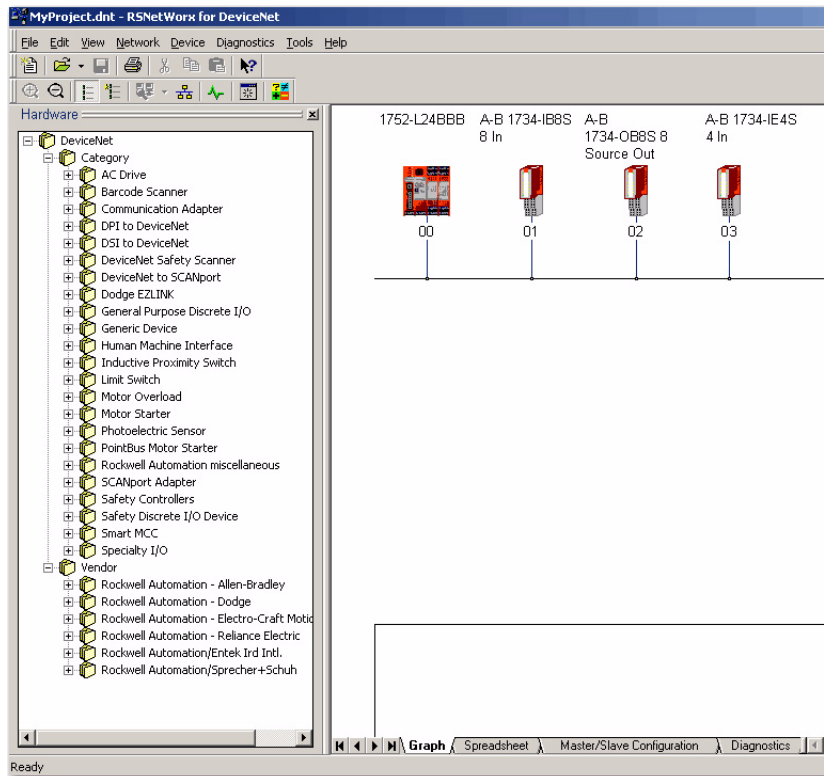 MyProject.dnt - RSNetWorx for DeviceNet
File Edit View Network Device Diagnostics Tools Help
Hardware
DeviceNet
Category
AC Drive
Barcode Scanner
Communication Adapter
DPI to DeviceNet
DSI to DeviceNet
DeviceNet Safety Scanner
DeviceNet to SCANport
Dodge EZLINK
General Purpose Discrete I/O
Generic Device
Human Machine Interface
Inductive Proximity Switch
Limit Switch
Motor Overload
Motor Starter
Photoelectric Sensor
PointBus Motor Starter
Rockwell Automation miscellaneous
SCANport Adapter
Safety Controllers
Safety Discrete I/O Device
Smart MCC
Specialty I/O
Vendor
Rockwell Automation - Allen-Bradley
Rockwell Automation - Dodge
Rockwell Automation - Electro-Craft Motic
Rockwell Automation - Reliance Electric
Rockwell Automation/Entek Ird Intl.
Rockwell Automation/Sprecher+Schuh
1752-L24BBB
00
A-B 1734-IB8S
8 In
01
A-B
1734-OB8S 8
Source Out
02
A-B 1734-IE4S
4 In
03
Graph Spreadsheet Master/Slave Configuration Diagnostics
Ready